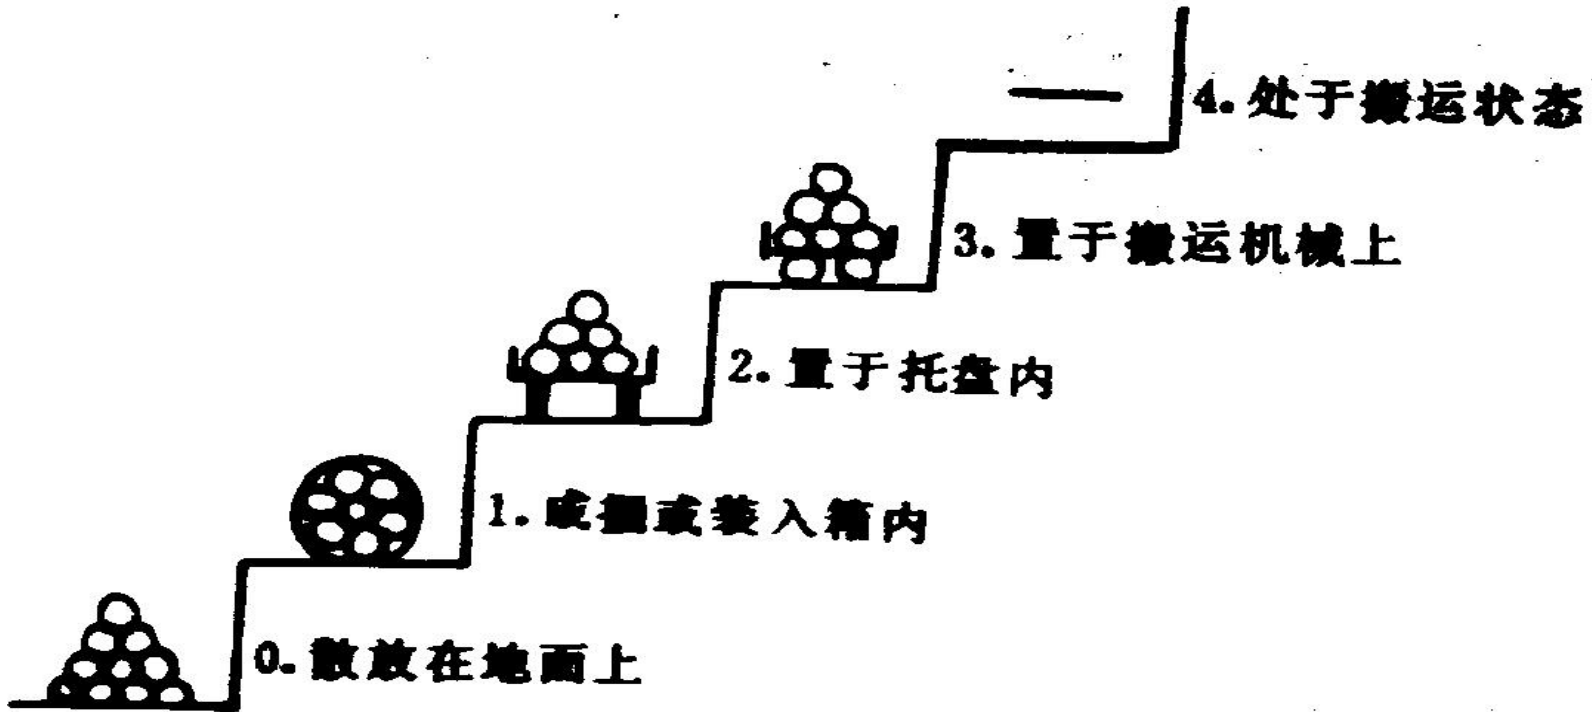 4. 处于搬运状态
3. 置于搬运机械上
2. 置于托盘内
1. 成捆或装入箱内
0. 散放在地面上